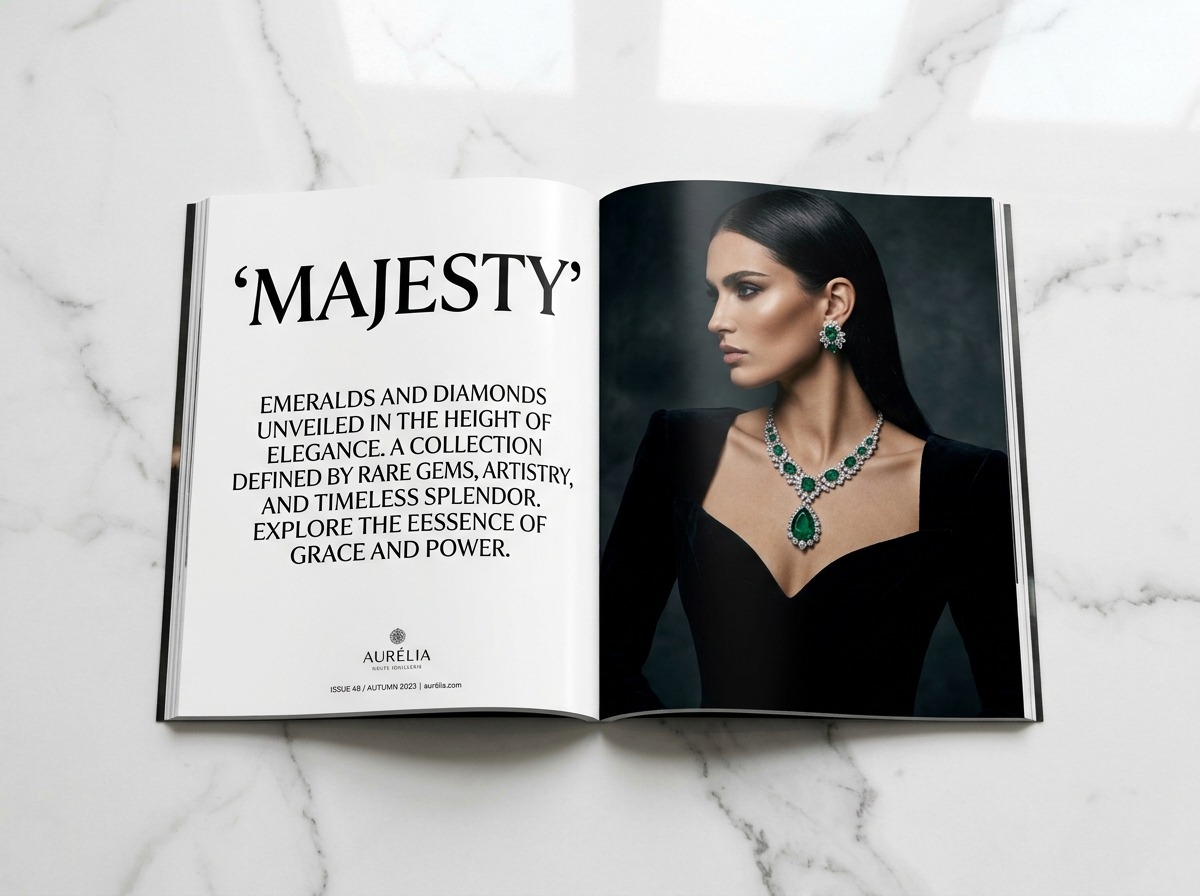 ‘MAJESTY’
EMERALDS AND DIAMONDS
UNVEILED IN THE HEIGHT OF
ELEGANCE. A COLLECTION
DEFINED BY RARE GEMS, ARTISTRY,
AND TIMELESS SPLENDOR.
EXPLORE THE EESSENCE OF
GRACE AND POWER.
AURÉLIA
ISSUE 48 / AUTUMN 2023 | aurélia.com